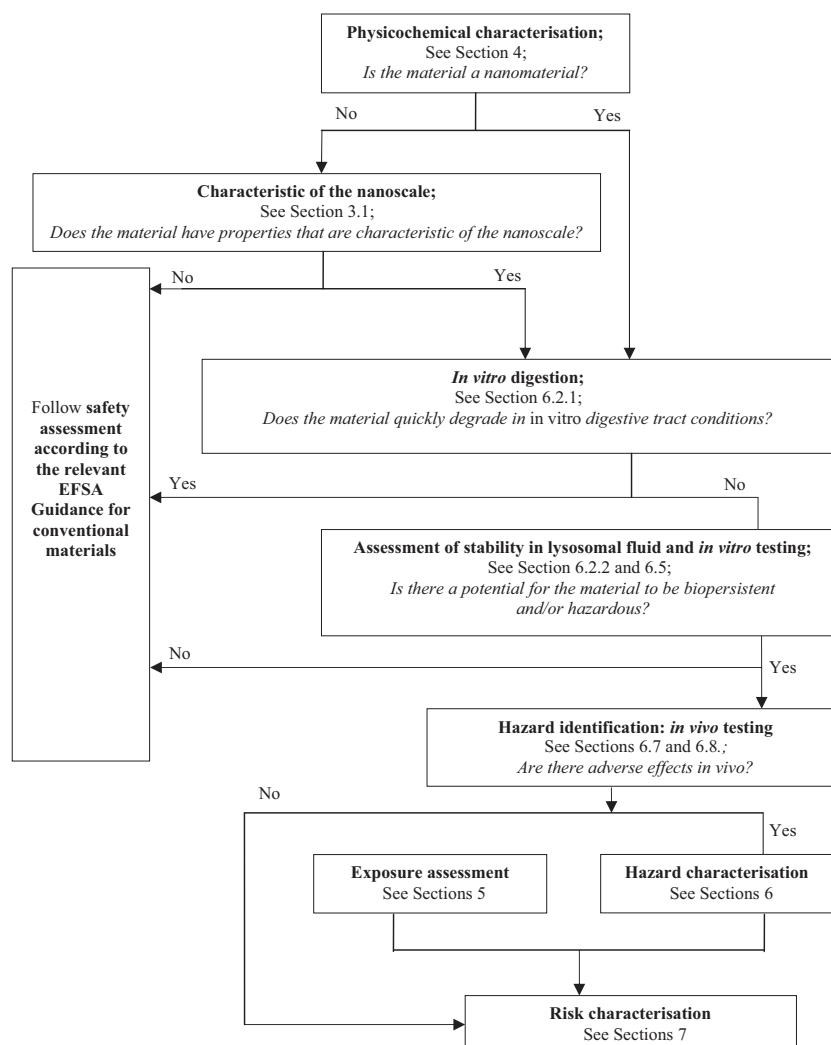 Physicochemical characterisation;
See Section 4;
Is the material a nanomaterial?
No
Yes
Characteristic of the nanoscale;
See Section 3.1;
Does the material have properties that are characteristic of the nanoscale?
No
Yes
In vitro digestion;
See Section 6.2.1;
Does the material quickly degrade in in vitro digestive tract conditions?
Follow safety
assessment
according to
the relevant
EFSA
Guidance for
conventional
materials
Yes
No
Assessment of stability in lysosomal fluid and in vitro testing;
See Section 6.2.2 and 6.5;
Is there a potential for the material to be biopersistent
and/or hazardous?
No
Yes
Hazard identification: in vivo testing
See Sections 6.7 and 6.8.;
Are there adverse effects in vivo?
No
Yes
Exposure assessment
See Sections 5
Hazard characterisation
See Sections 6
Risk characterisation
See Sections 7